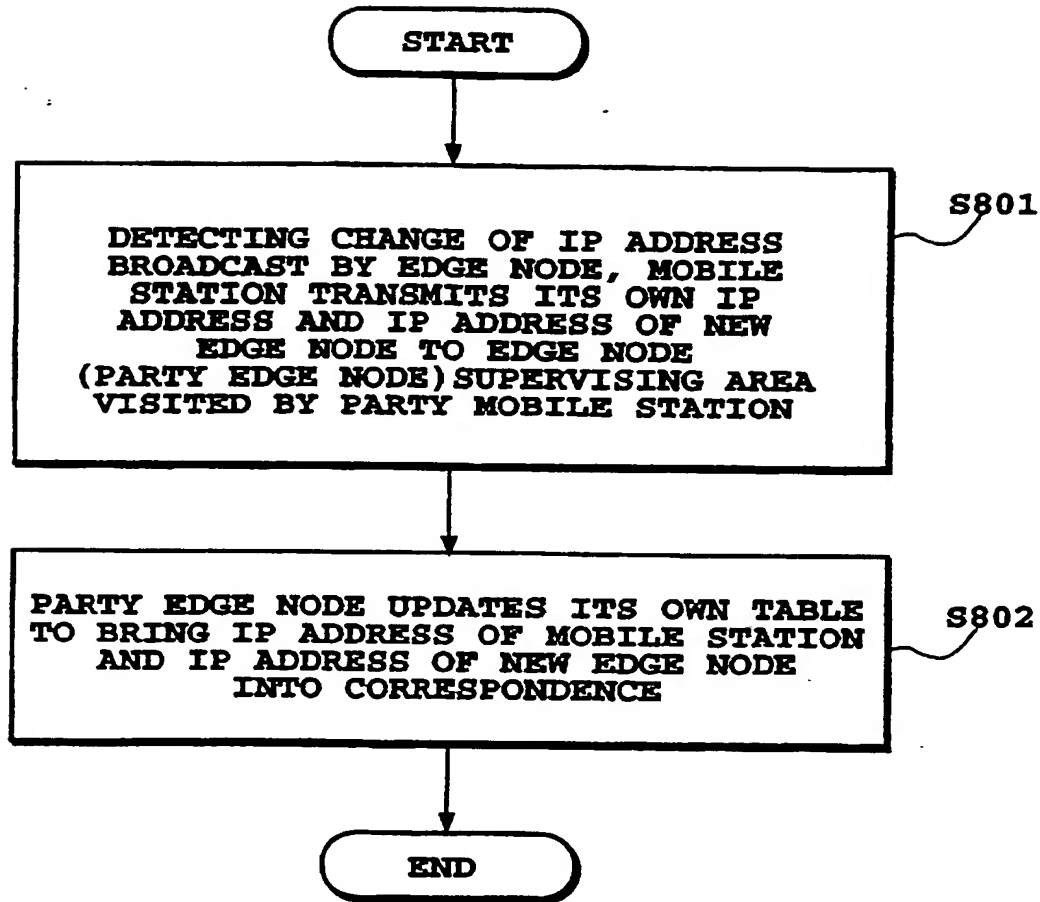 START
S801
DETECTING CHANGE OF IP ADDRESS
BROADCAST BY EDGE NODE, MOBILE
STATION TRANSMITS ITS OWN IP
ADDRESS AND IP ADDRESS OF NEW
EDGE NODE TO EDGE NODE
(PARTY EDGE NODE)SUPERVISING AREA
VISITED BY PARTY MOBILE STATION
S802
PARTY EDGE NODE UPDATES ITS OWN TABLE
TO BRING IP ADDRESS OF MOBILE STATION
AND IP ADDRESS OF NEW EDGE NODE
INTO CORRESPONDENCE
END